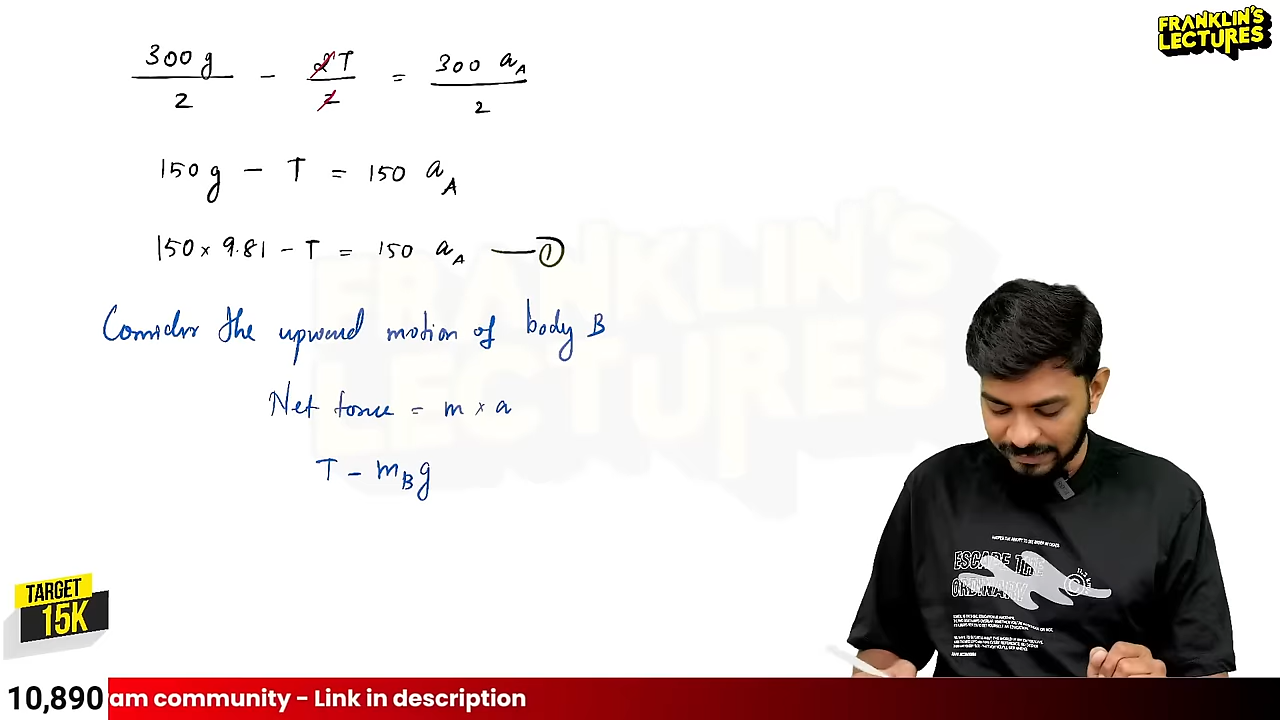 FRANKLIN'S
LECTURES
300 g / 2 - 2T / 2 = 300 a_A / 2
150 g - T = 150 a_A
150 × 9.81 - T = 150 a_A — ①
Consider the upward motion of body B
Net force = m × a
T - m_B g
FRANKLIN'S
LECTURES
ESCAPE THE
ORDINARY
TARGET
15K
10,890 am community - Link in description